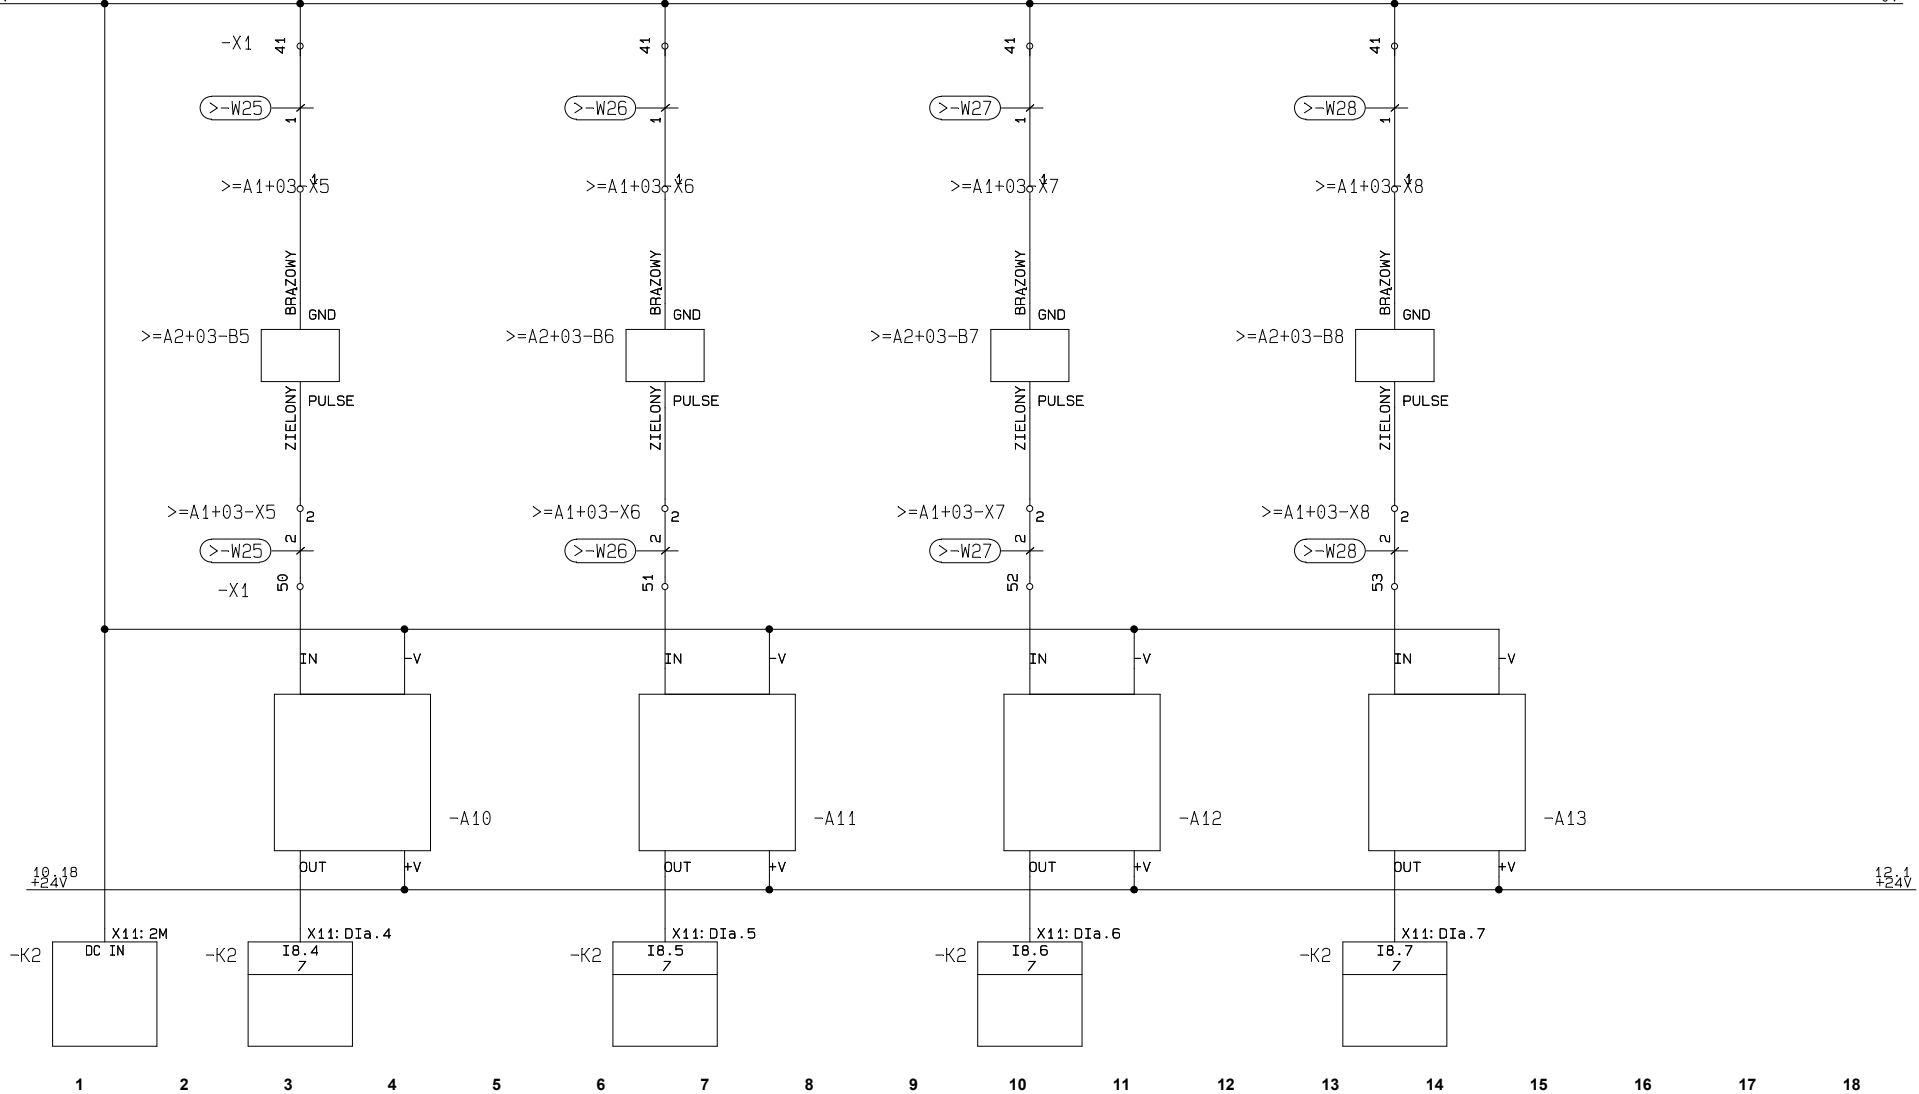 -X1 41 41 41 41
>-W25 >-W26 >-W27 >-W28
1 1 1 1
>=A1+03-X5 1 >=A1+03-X6 1 >=A1+03-X7 1 >=A1+03-X8 1
BRĄZOWY BRĄZOWY BRĄZOWY BRĄZOWY
GND GND GND GND
>=A2+03-B5 >=A2+03-B6 >=A2+03-B7 >=A2+03-B8
ZIELONY PULSE ZIELONY PULSE ZIELONY PULSE ZIELONY PULSE
>=A1+03-X5 2 >=A1+03-X6 2 >=A1+03-X7 2 >=A1+03-X8 2
2 2 2 2
>-W25 >-W26 >-W27 >-W28
-X1 50 51 52 53
IN -V IN -V IN -V IN -V
-A10 -A11 -A12 -A13
OUT +V OUT +V OUT +V OUT +V
10.18 12.1
+24V +24V
X11:2M X11:DIa.4 X11:DIa.5 X11:DIa.6 X11:DIa.7
-K2 DC IN -K2 I8.4 -K2 I8.5 -K2 I8.6 -K2 I8.7
7 7 7 7
1 2 3 4 5 6 7 8 9 10 11 12 13 14 15 16 17 18